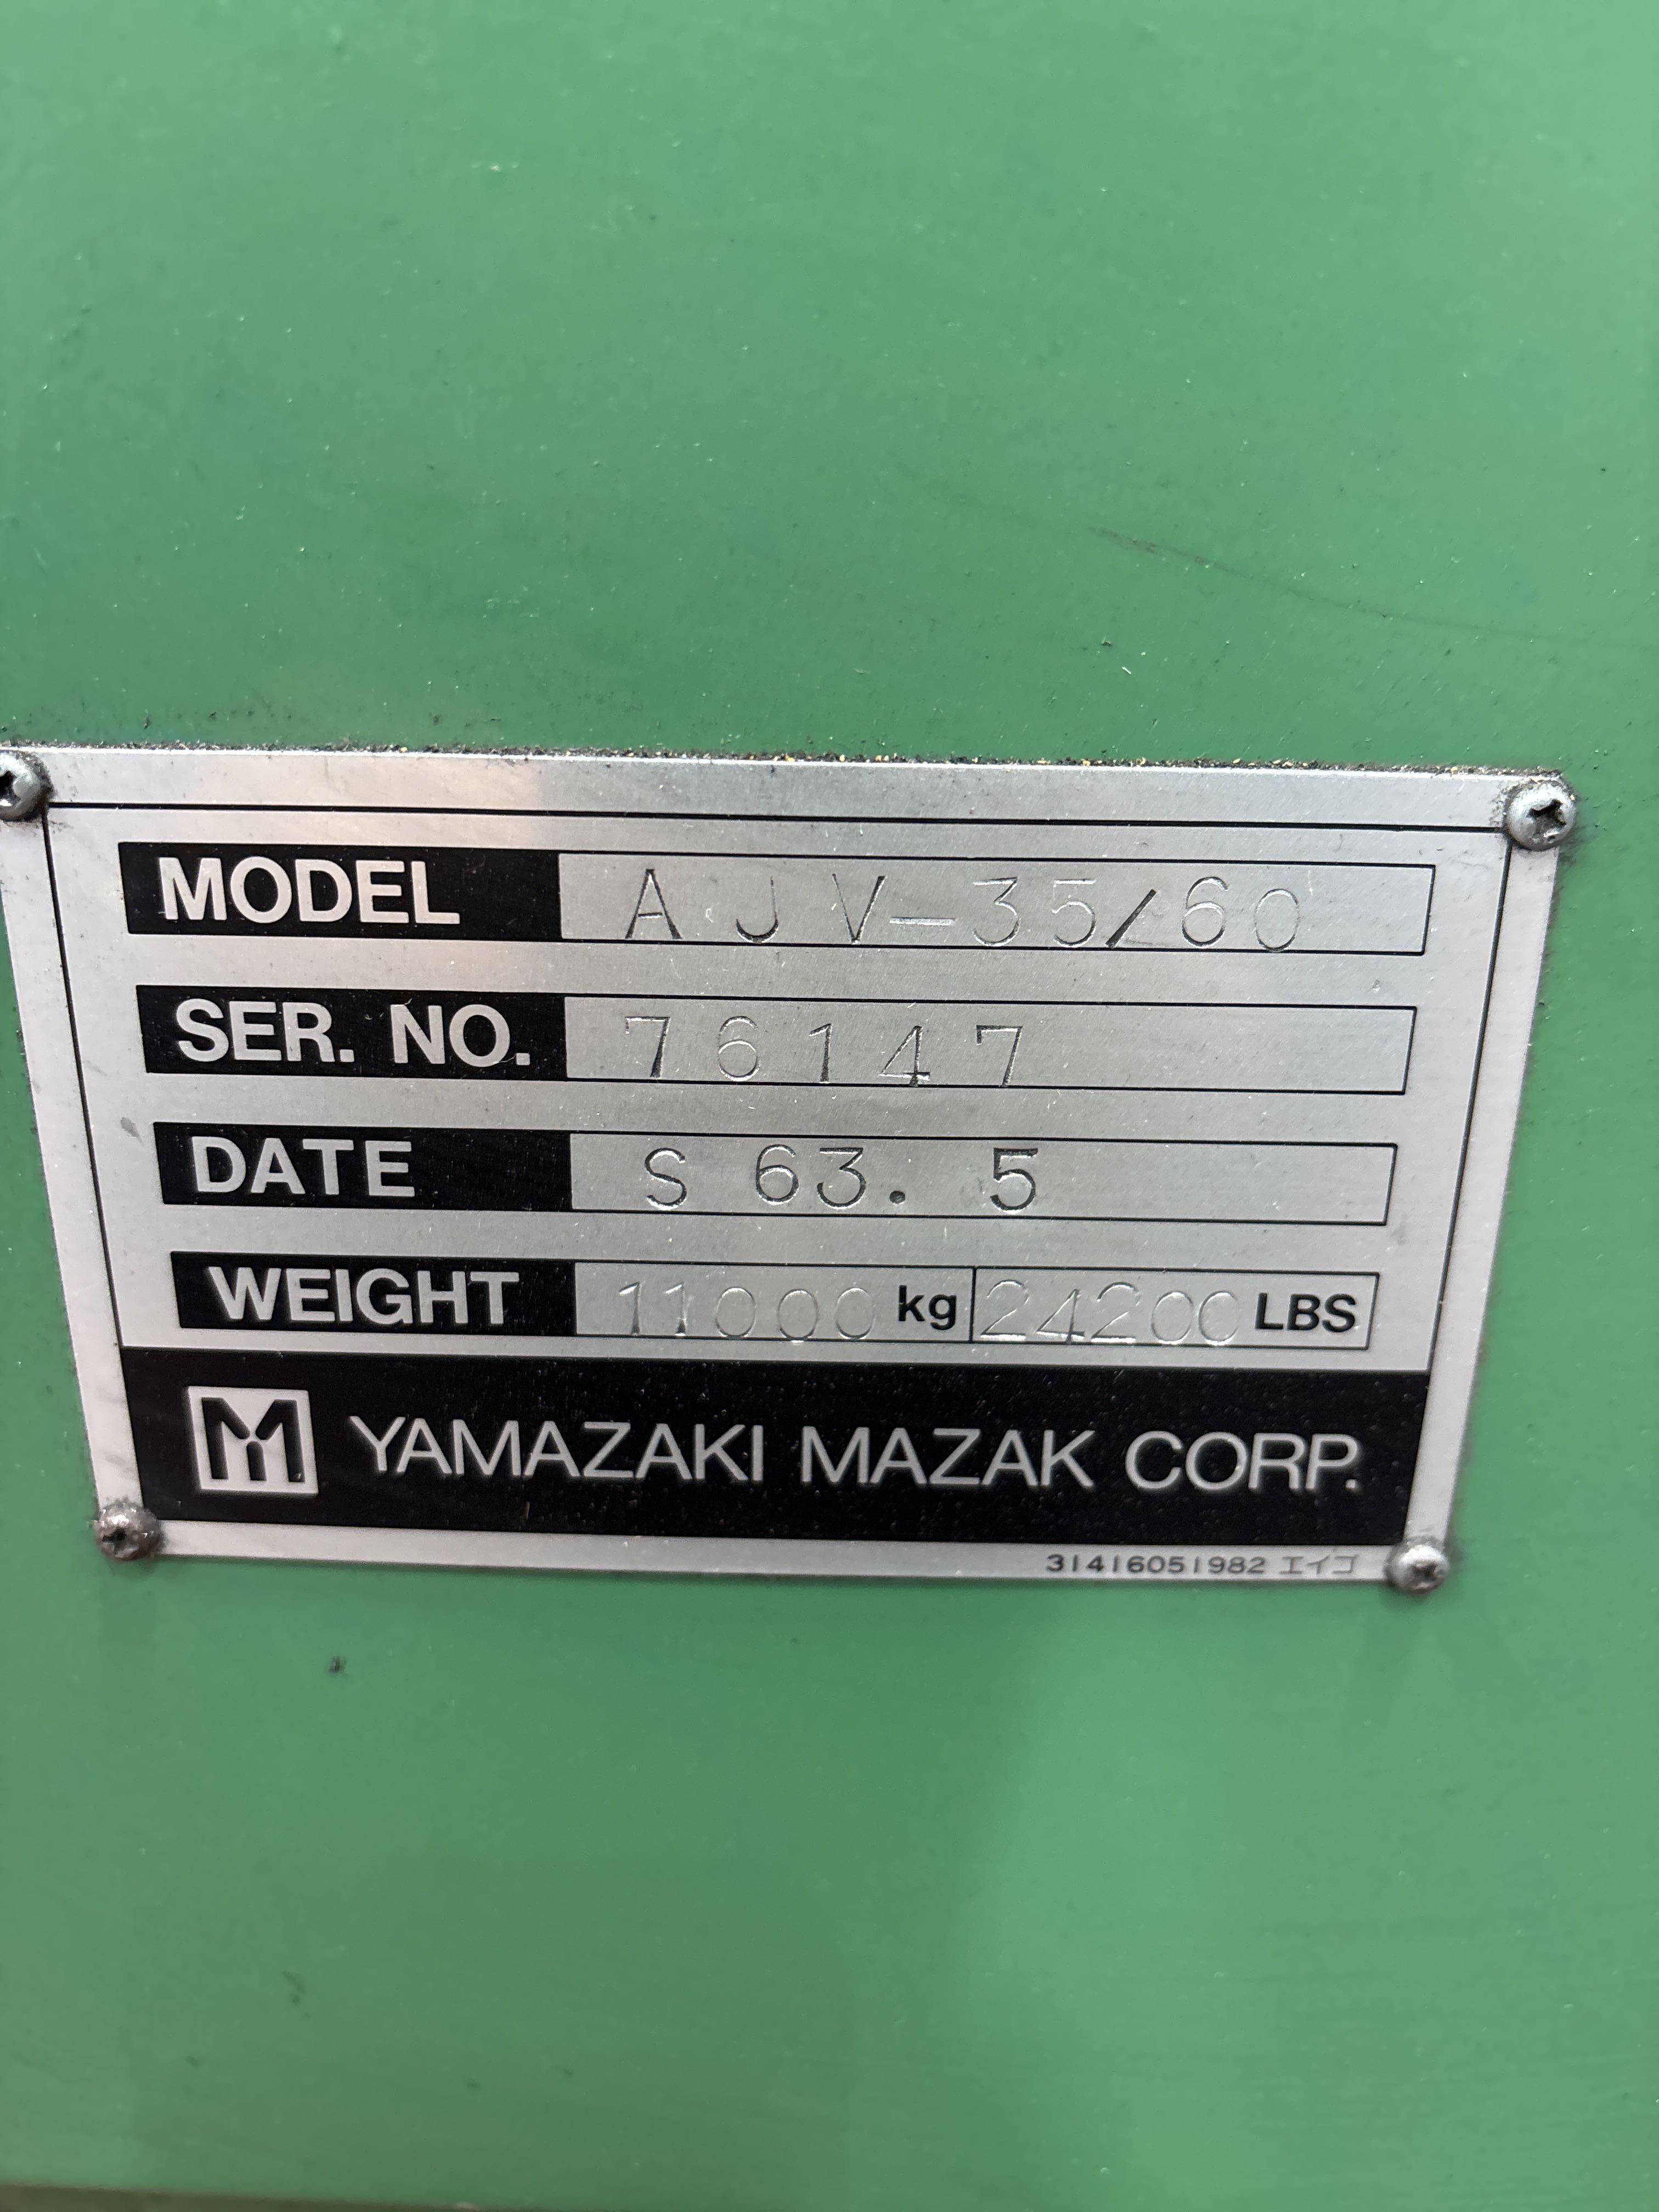 MODEL AJV-35/60
SER. NO. 76147
DATE S 63. 5
WEIGHT 11000 kg 24200 LBS
YAMAZAKI MAZAK CORP.
31416051982 エイコ